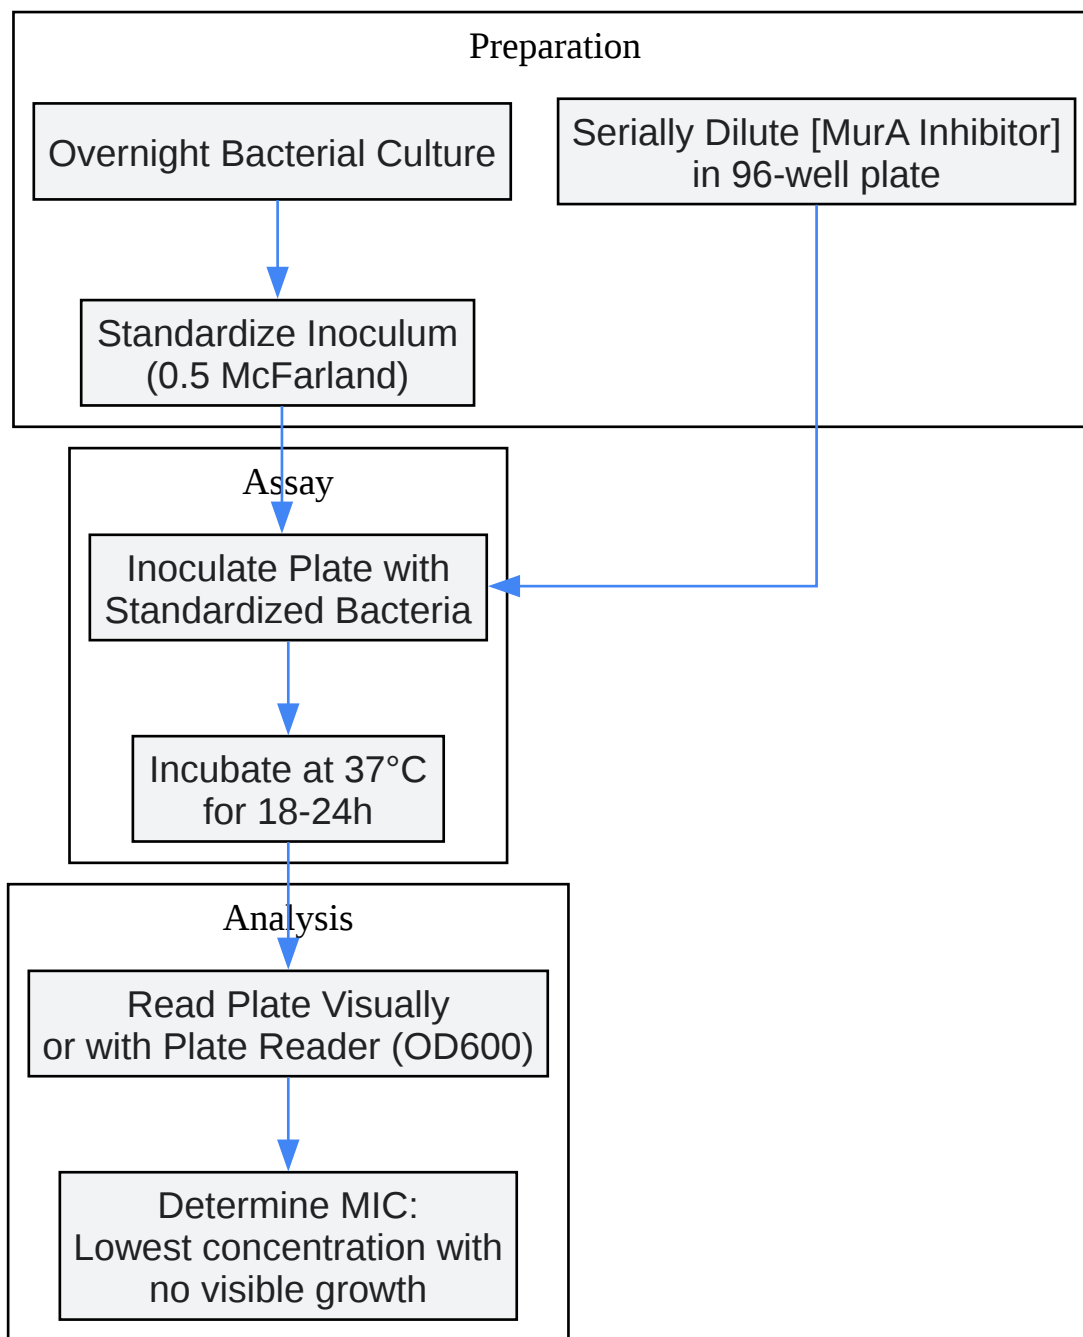 Preparation
Overnight Bacterial Culture
Serially Dilute [MurA Inhibitor]
in 96-well plate
Standardize Inoculum
(0.5 McFarland)
Assay
Inoculate Plate with
Standardized Bacteria
Incubate at 37°C
for 18-24h
Analysis
Read Plate Visually
or with Plate Reader (OD600)
Determine MIC:
Lowest concentration with
no visible growth